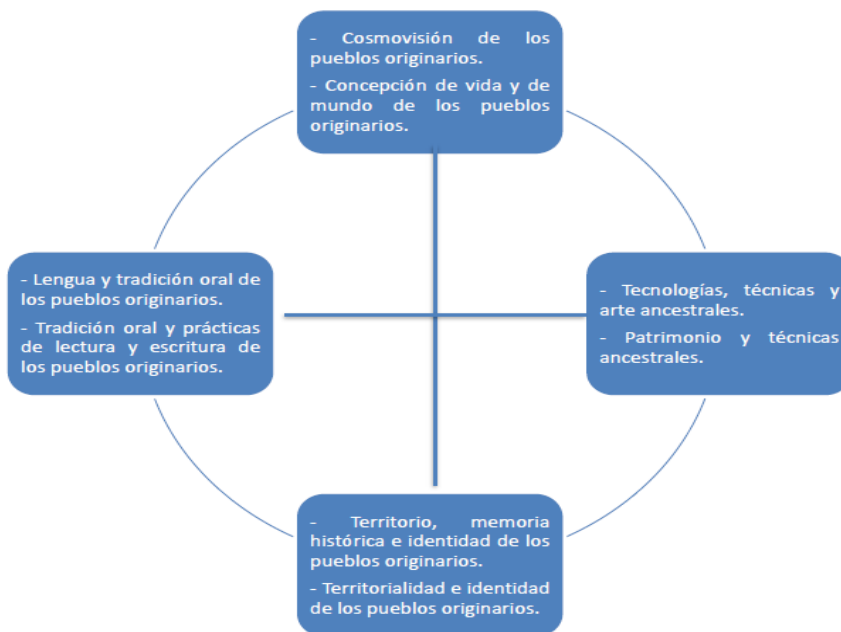 - Cosmovisión de los
pueblos originarios.
- Concepción de vida y de
mundo de los pueblos
originarios.
- Lengua y tradición oral de
los pueblos originarios.
- Tradición oral y prácticas
de lectura y escritura de
los pueblos originarios.
- Tecnologías, técnicas y
arte ancestrales.
- Patrimonio y técnicas
ancestrales.
- Territorio, memoria
histórica e identidad de los
pueblos originarios.
- Territorialidad e identidad
de los pueblos originarios.